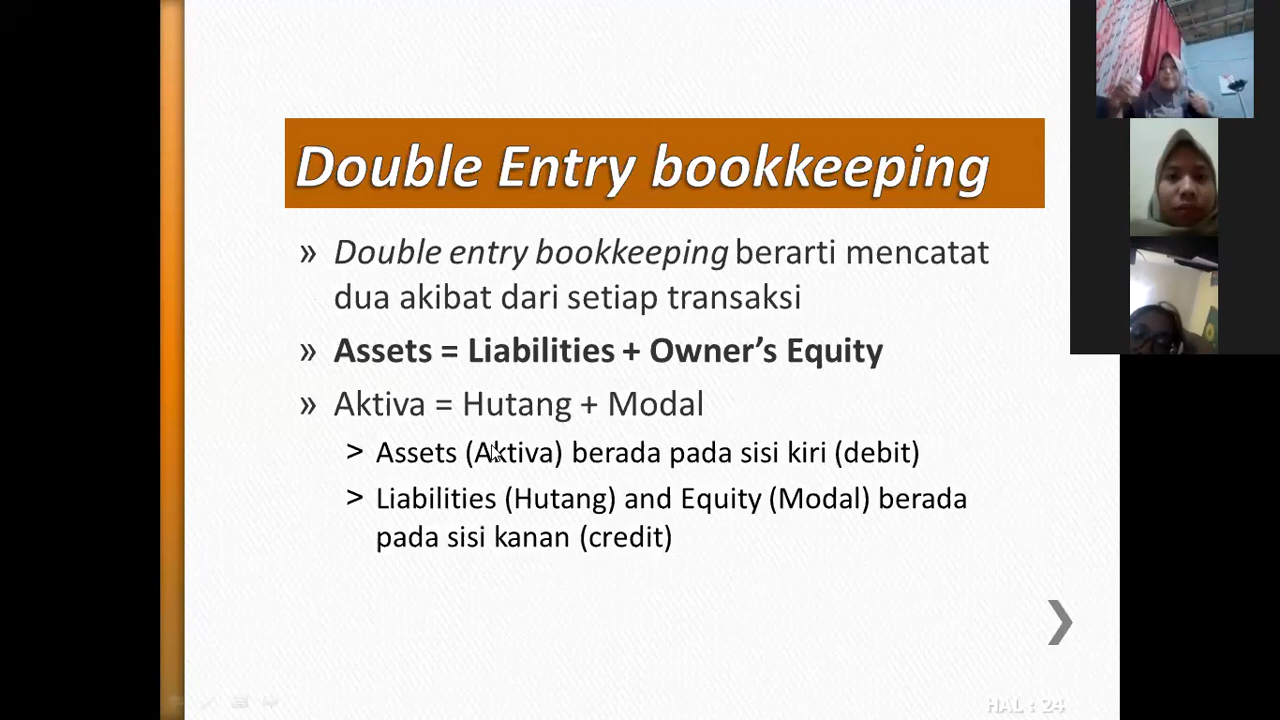 Double Entry bookkeeping
» Double entry bookkeeping berarti mencatat
dua akibat dari setiap transaksi
» Assets = Liabilities + Owner’s Equity
» Aktiva = Hutang + Modal
> Assets (Aktiva) berada pada sisi kiri (debit)
> Liabilities (Hutang) and Equity (Modal) berada
pada sisi kanan (credit)
HAL : 24